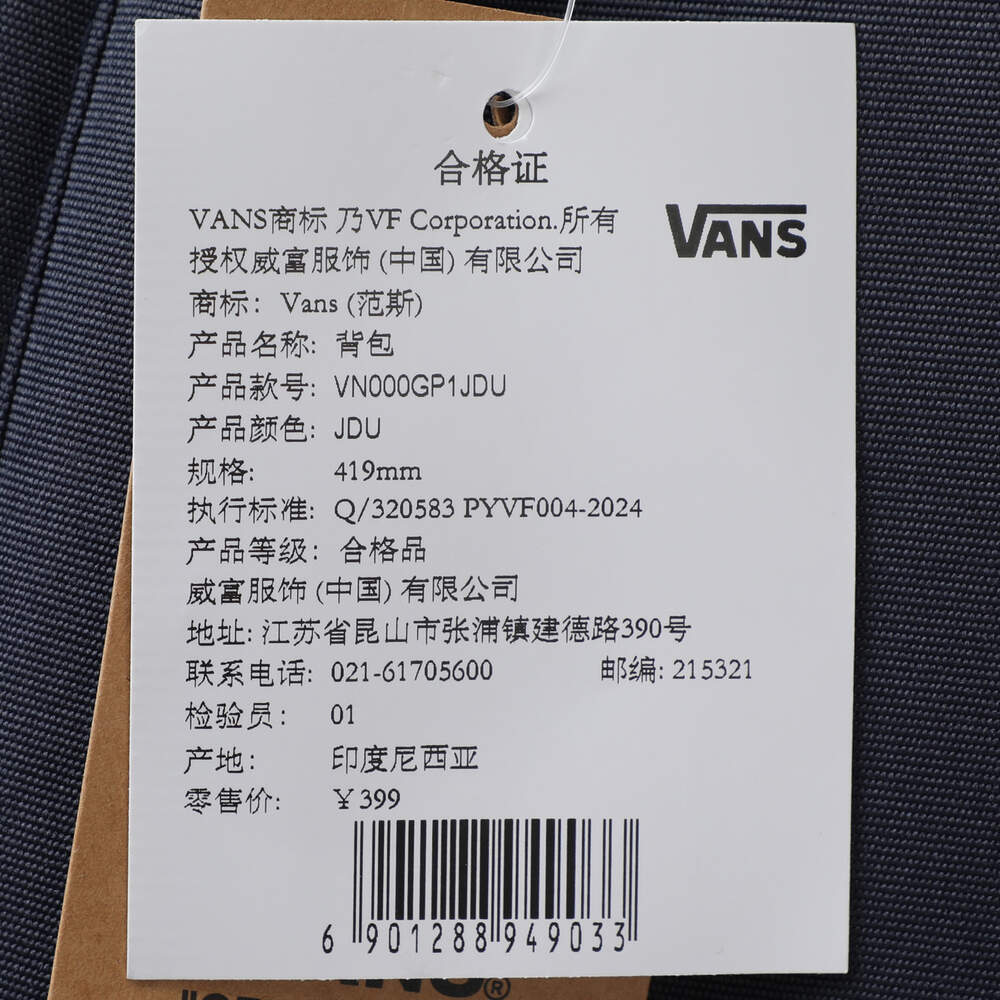 合格证
VANS商标 乃VF Corporation.所有
授权威富服饰 (中国) 有限公司
VANS
商标: Vans (范斯)
产品名称: 背包
产品款号: VN000GP1JDU
产品颜色: JDU
规格: 419mm
执行标准: Q/320583 PYVF004-2024
产品等级: 合格品
威富服饰 (中国) 有限公司
地址: 江苏省昆山市张浦镇建德路390号
联系电话: 021-61705600 邮编: 215321
检验员: 01
产地: 印度尼西亚
零售价: ¥399
6 901288 949033